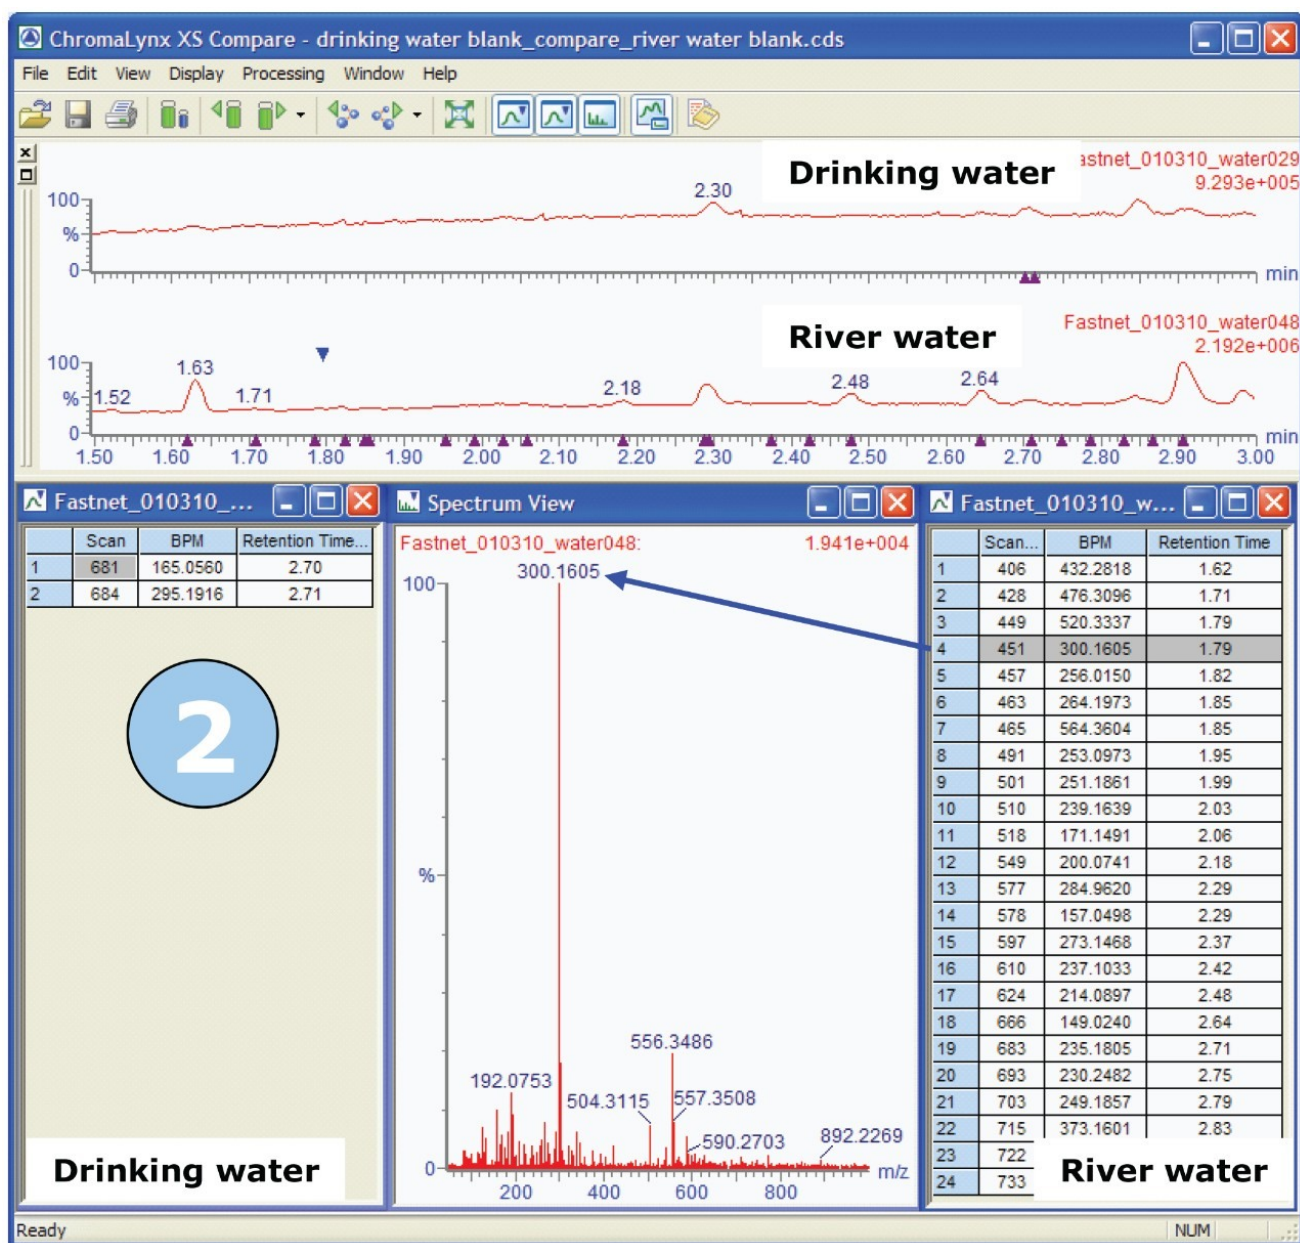 ChromaLynx XS Compare - drinking water blank_compare_river water blank.cds
File Edit View Display Processing Window Help
Drinking water
astnet_010310_water029
9.293e+005
100
%
0
2.30
min
River water
Fastnet_010310_water048
2.192e+006
100
%
0
1.52 1.63 1.71 2.18 2.48 2.64
min
1.50 1.60 1.70 1.80 1.90 2.00 2.10 2.20 2.30 2.40 2.50 2.60 2.70 2.80 2.90 3.00
Fastnet_010310_...
Scan BPM Retention Time...
1 681 165.0560 2.70
2 684 295.1916 2.71
2
Drinking water
Spectrum View
Fastnet_010310_water048:
1.941e+004
300.1605
100
%
0
556.3486
192.0753
504.3115 557.3508
590.2703 892.2269
m/z
200 400 600 800
Fastnet_010310_w...
Scan... BPM Retention Time
1 406 432.2818 1.62
2 428 476.3096 1.71
3 449 520.3337 1.79
4 451 300.1605 1.79
5 457 256.0150 1.82
6 463 264.1973 1.85
7 465 564.3604 1.85
8 491 253.0973 1.95
9 501 251.1861 1.99
10 510 239.1639 2.03
11 518 171.1491 2.06
12 549 200.0741 2.18
13 577 284.9620 2.29
14 578 157.0498 2.29
15 597 273.1468 2.37
16 610 237.1033 2.42
17 624 214.0897 2.48
18 666 149.0240 2.64
19 683 235.1805 2.71
20 693 230.2482 2.75
21 703 249.1857 2.79
22 715 373.1601 2.83
23 722
24 733
River water
Ready
NUM